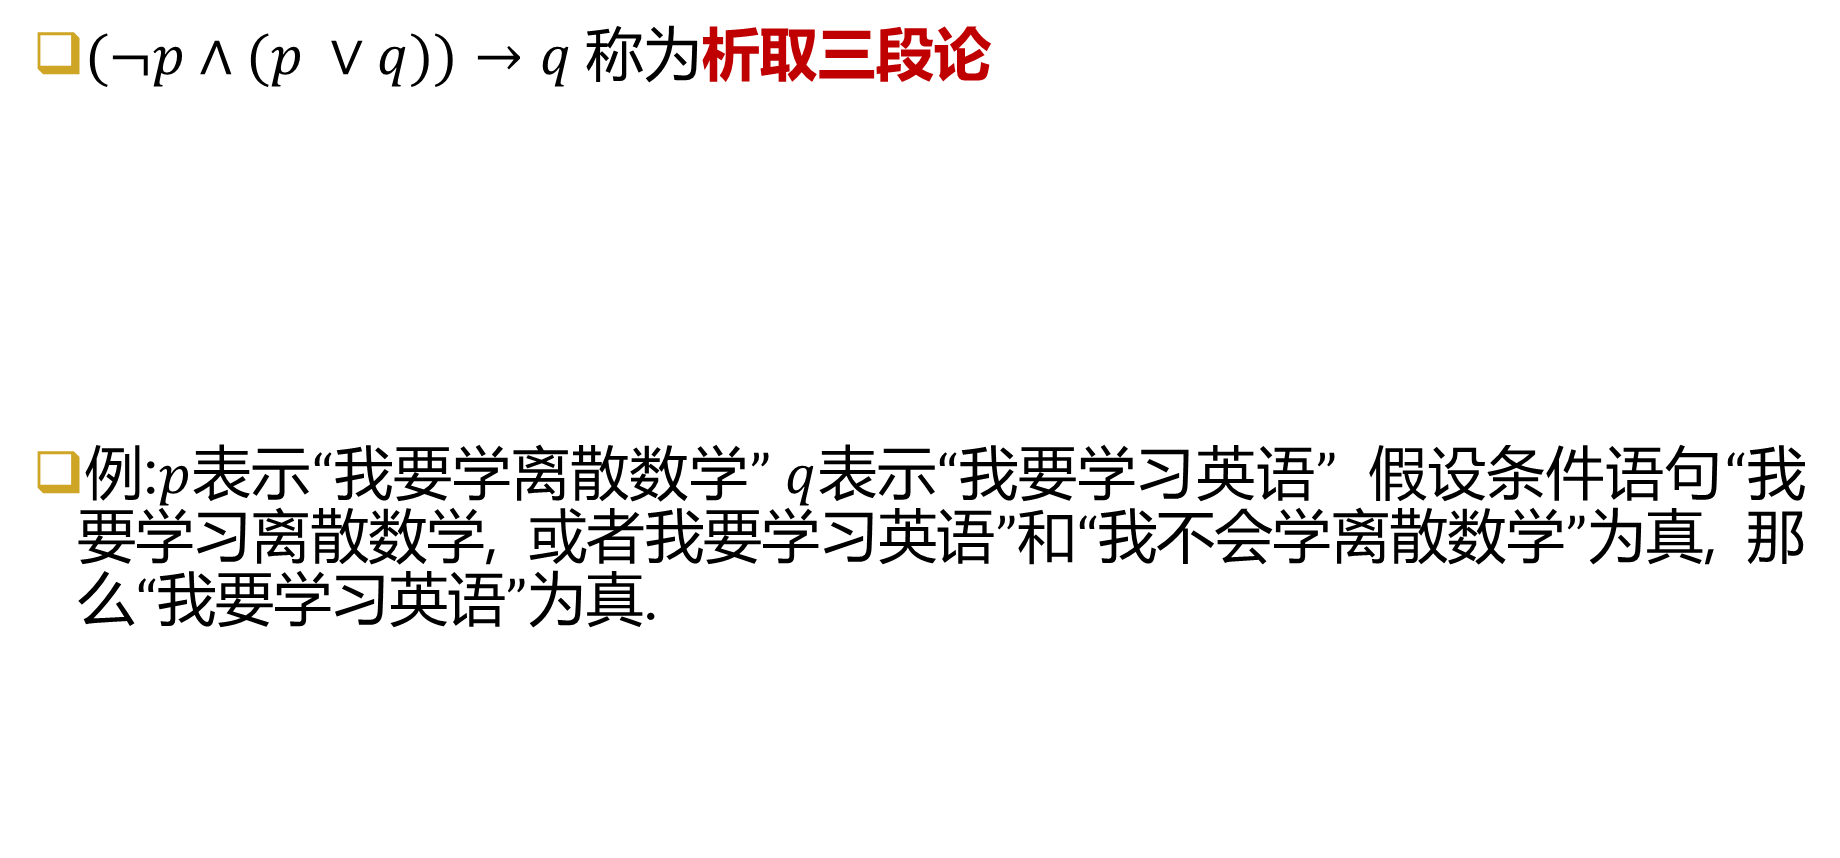 (¬p ∧ (p ∨ q)) → q 称为析取三段论
例:p表示“我要学离散数学” q表示“我要学习英语” 假设条件语句“我
要学习离散数学, 或者我要学习英语”和“我不会学离散数学”为真, 那
么“我要学习英语”为真.